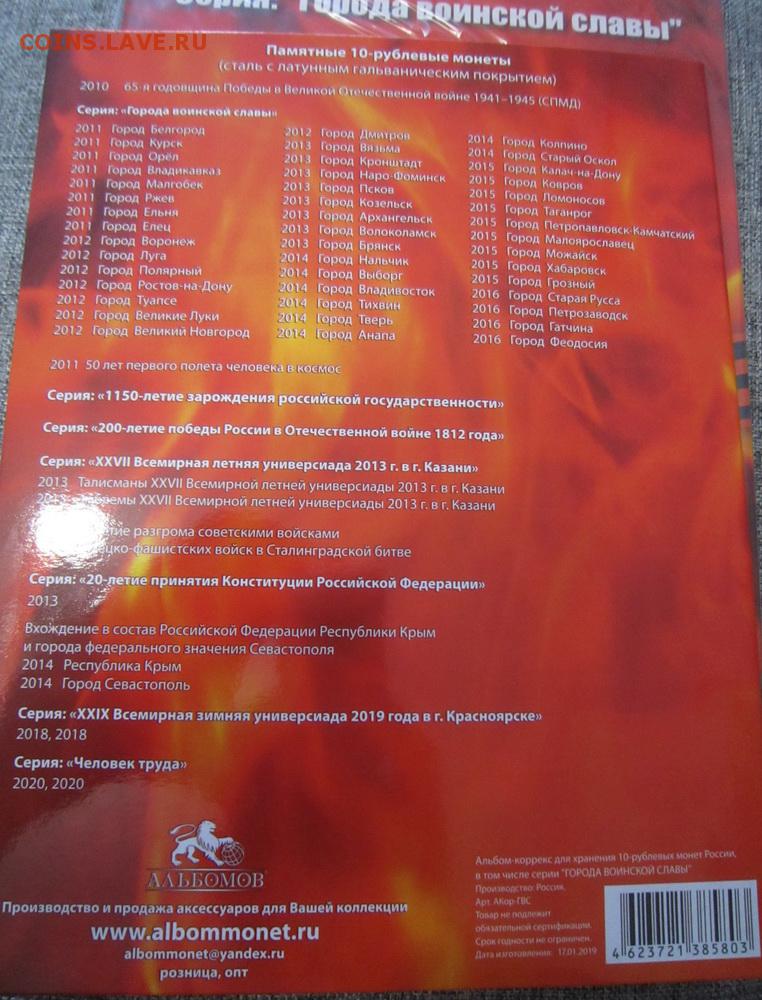 Серия: "Города воинской славы"
COINS.LAVE.RU
Памятные 10-рублевые монеты
(сталь с латунным гальваническим покрытием)
2010 65-я годовщина Победы в Великой Отечественной войне 1941–1945 (СПМД)
Серия: «Города воинской славы»
2011 Город Белгород
2011 Город Курск
2011 Город Орёл
2011 Город Владикавказ
2011 Город Малгобек
2011 Город Ржев
2011 Город Ельня
2011 Город Елец
2012 Город Воронеж
2012 Город Луга
2012 Город Полярный
2012 Город Ростов-на-Дону
2012 Город Туапсе
2012 Город Великие Луки
2012 Город Великий Новгород
2012 Город Дмитров
2013 Город Вязьма
2013 Город Кронштадт
2013 Город Наро-Фоминск
2013 Город Псков
2013 Город Козельск
2013 Город Архангельск
2013 Город Волоколамск
2013 Город Брянск
2014 Город Нальчик
2014 Город Выборг
2014 Город Владивосток
2014 Город Тихвин
2014 Город Тверь
2014 Город Анапа
2014 Город Колпино
2014 Город Старый Оскол
2015 Город Калач-на-Дону
2015 Город Ковров
2015 Город Ломоносов
2015 Город Таганрог
2015 Город Петропавловск-Камчатский
2015 Город Малоярославец
2015 Город Можайск
2015 Город Хабаровск
2015 Город Грозный
2016 Город Старая Русса
2016 Город Петрозаводск
2016 Город Гатчина
2016 Город Феодосия
2011 50 лет первого полета человека в космос
Серия: «1150-летие зарождения российской государственности»
Серия: «200-летие победы России в Отечественной войне 1812 года»
Серия: «XXVII Всемирная летняя универсиада 2013 г. в г. Казани»
2013 Талисманы XXVII Всемирной летней универсиады 2013 г. в г. Казани
2013 XXVII Всемирной летней универсиады 2013 г. в г. Казани
разгрома советскими войсками
войск в Сталинградской битве
Серия: «20-летие принятия Конституции Российской Федерации»
2013
Вхождение в состав Российской Федерации Республики Крым
и города федерального значения Севастополя
2014 Республика Крым
2014 Город Севастополь
Серия: «XXIX Всемирная зимняя универсиада 2019 года в г. Красноярске»
2018, 2018
Серия: «Человек труда»
2020, 2020
АЛЬБОМОВ
Производство и продажа аксессуаров для Вашей коллекции
www.albommonet.ru
albommonet@yandex.ru
розница, опт
Альбом-коррекс для хранения 10-рублевых монет России,
в том числе серии "ГОРОДА ВОИНСКОЙ СЛАВЫ"
Производство: Россия.
Арт. АКор-ГВС
Товар не подлежит
обязательной сертификации.
Срок годности не ограничен.
Дата изготовления: 17.01.2019
4 623721 385803